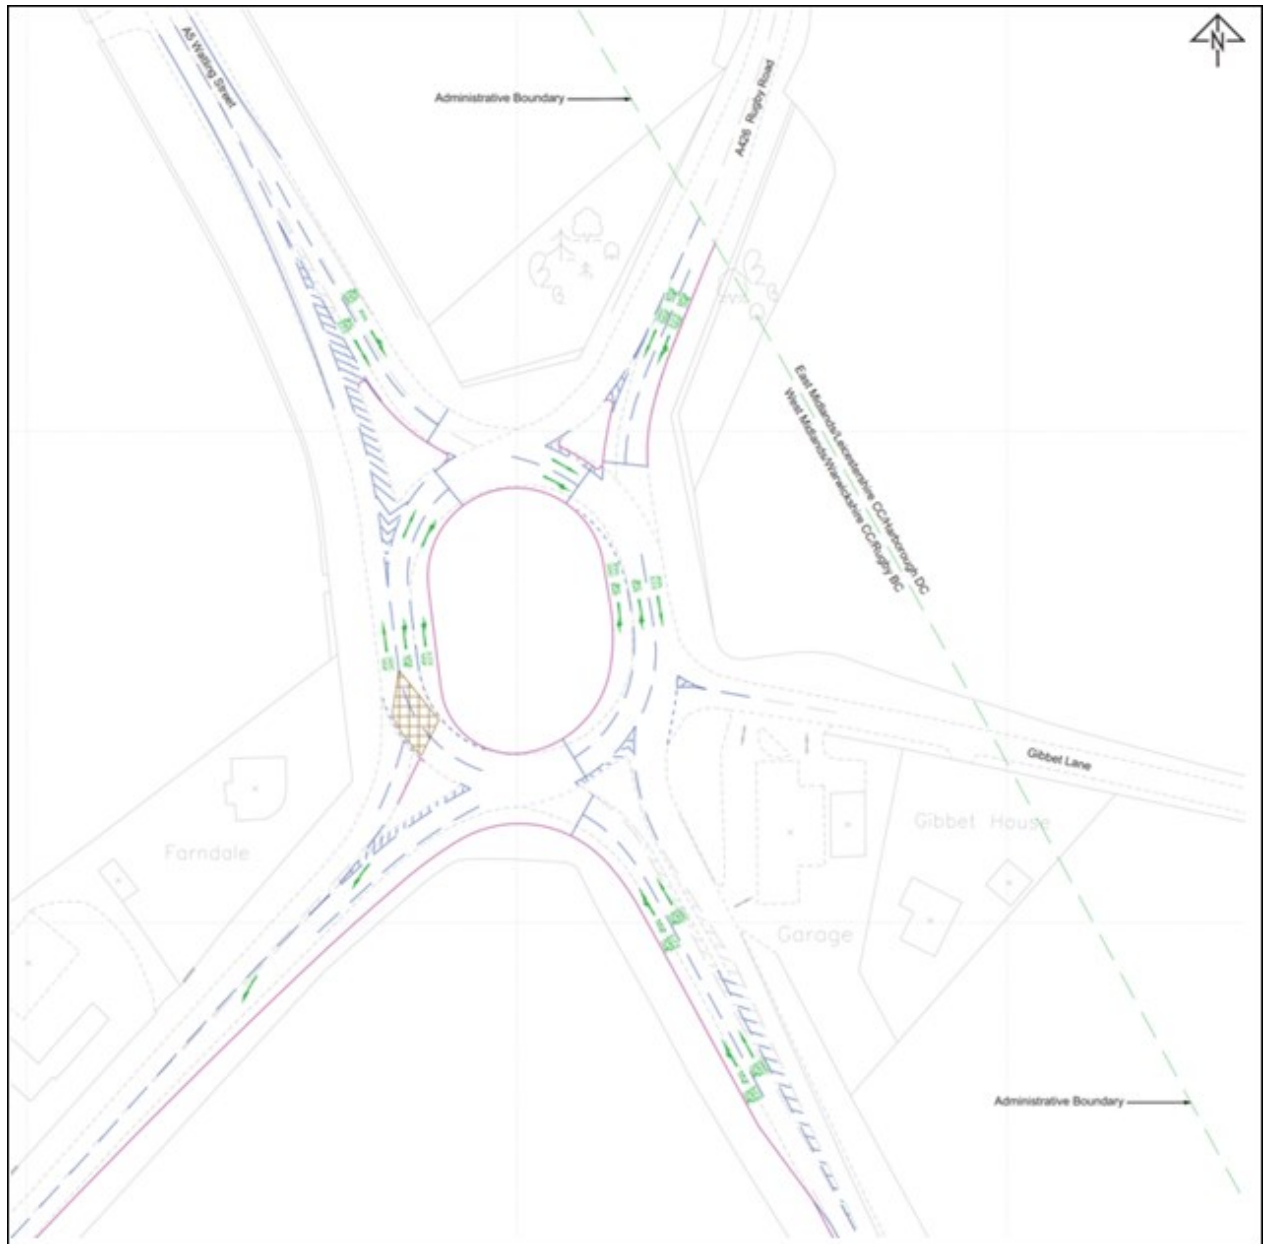 N
A5 Watling Street
Administrative Boundary
A426 Rugby Road
East Midlands/Leicestershire CC/Harborough DC
West Midlands/Warwickshire CC/Rugby BC
Gibbet Lane
Gibbet House
Farndale
Garage
Administrative Boundary